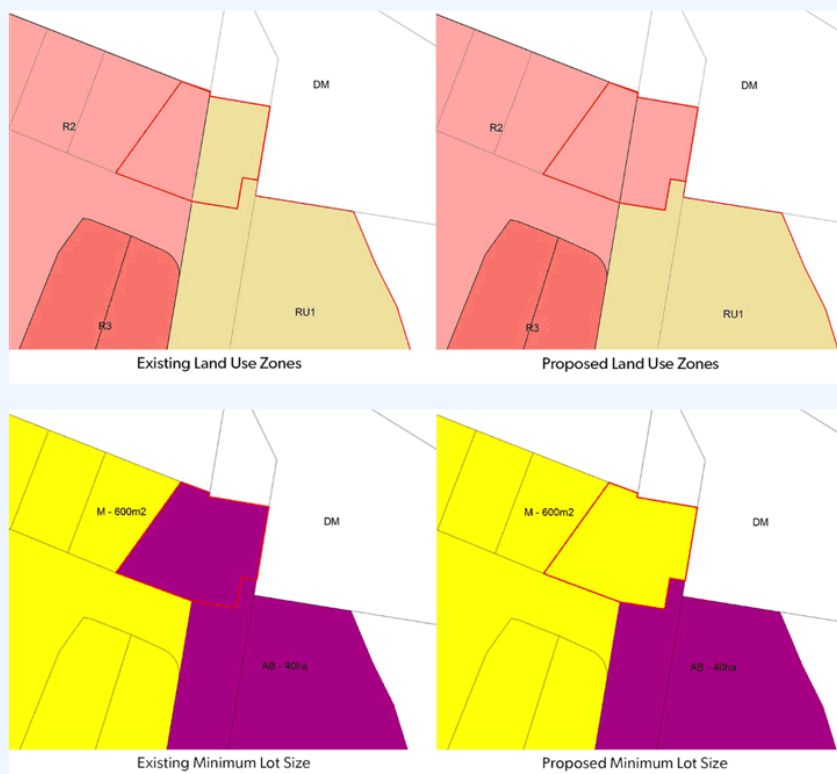 DM
R2
R3
RU1
Existing Land Use Zones
DM
R2
R3
RU1
Proposed Land Use Zones
M - 600m2
DM
AB - 40ha
Existing Minimum Lot Size
M - 600m2
DM
AB - 40ha
Proposed Minimum Lot Size